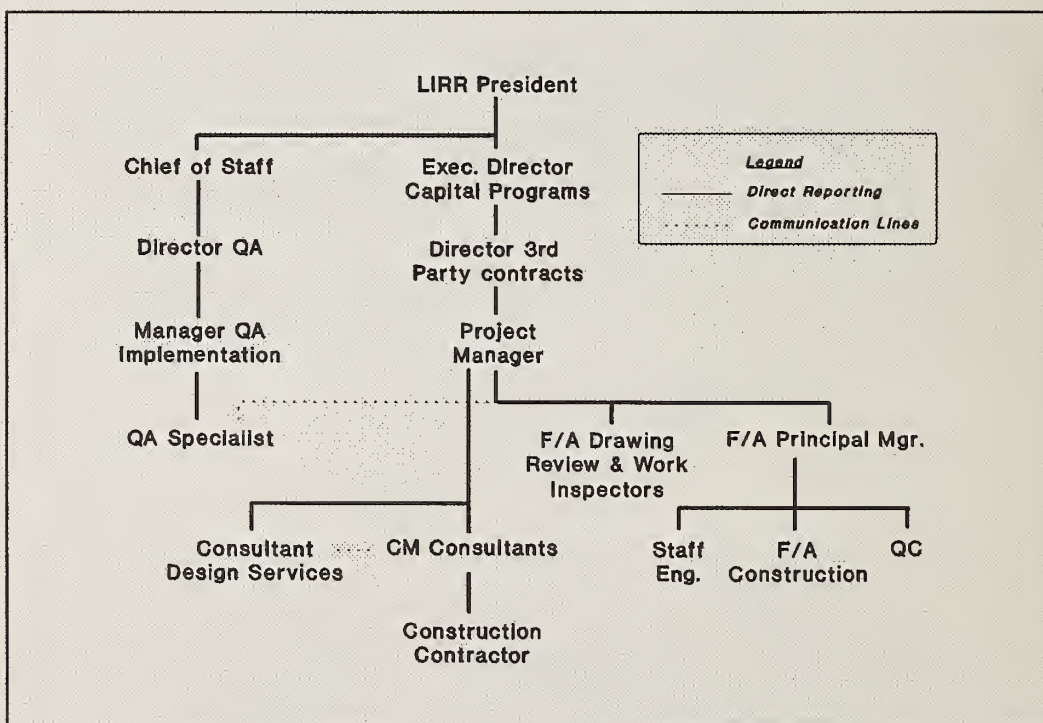 LIRR President
Chief of Staff
Exec. Director
Capital Programs
Legend
Direct Reporting
Communication Lines
Director QA
Director 3rd
Party contracts
Manager QA
Implementation
Project
Manager
QA Specialist
F/A Drawing
Review & Work
Inspectors
F/A Principal Mgr.
Consultant
Design Services
CM Consultants
Staff
Eng.
F/A
Construction
QC
Construction
Contractor